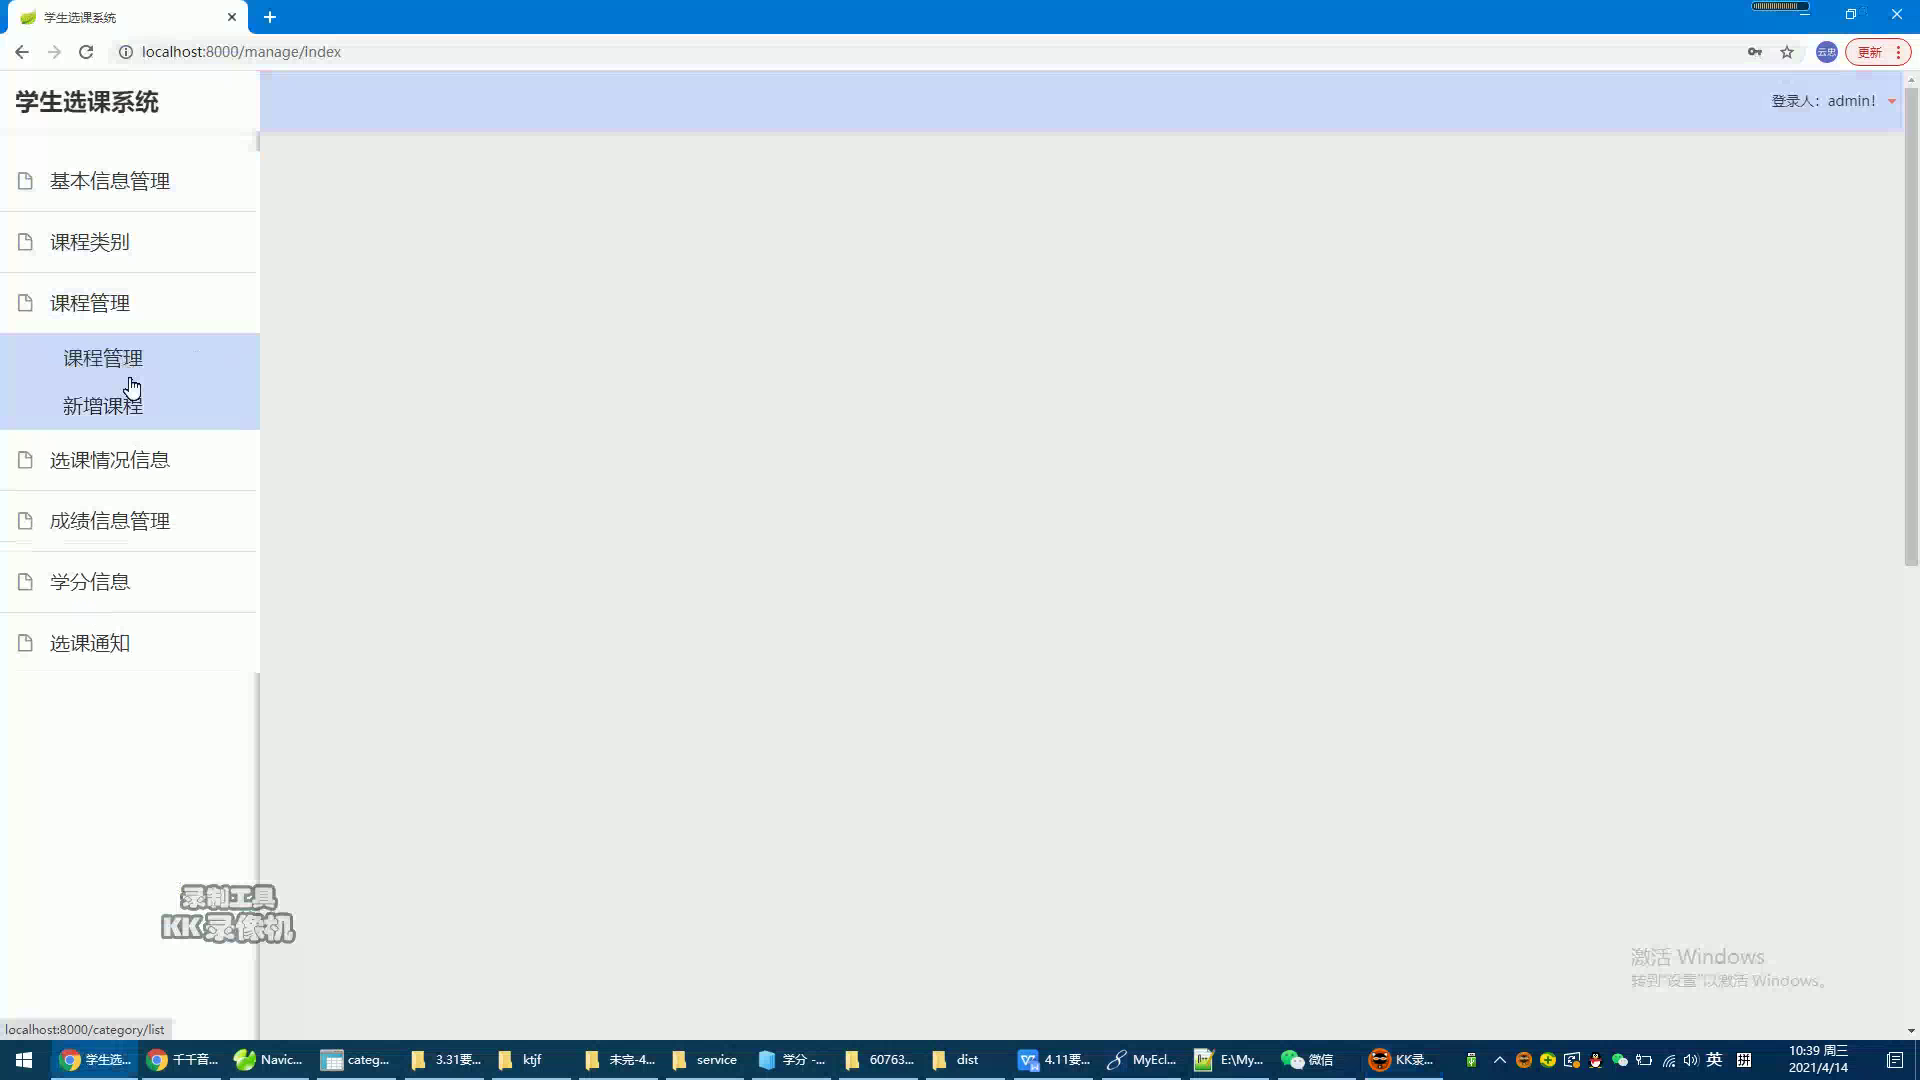 学生选课系统
localhost:8000/manage/index
云忠
更新
学生选课系统
登录人：admin!
基本信息管理
课程类别
课程管理
课程管理
新增课程
选课情况信息
成绩信息管理
学分信息
选课通知
录制工具
KK录像机
激活 Windows
转到"设置"以激活 Windows。
localhost:8000/category/list
学生选...
千千音...
Navic...
categ...
3.31要...
ktjf
未完-4...
service
学分 -...
60763...
dist
4.11要...
MyEcl...
E:\My...
微信
KK录...
英
拼
10:39 周三
2021/4/14